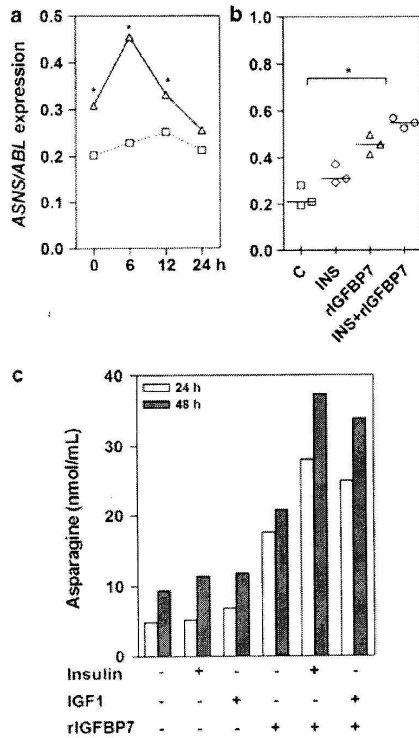 a
b
0.5
0.4
0.3
0.2
0.1
0.0
ASNS/ABL expression
*
*
*
0 6 12 24 h
1.0
0.8
0.6
0.4
0.2
0.0
*
C
INS
rIGFBP7
INS+rIGFBP7
c
40
30
20
10
0
Asparagine (nmol/mL)
24 h
48 h
Insulin - + - - + -
IGF1 - - + - - +
rIGFBP7 - - - + + +